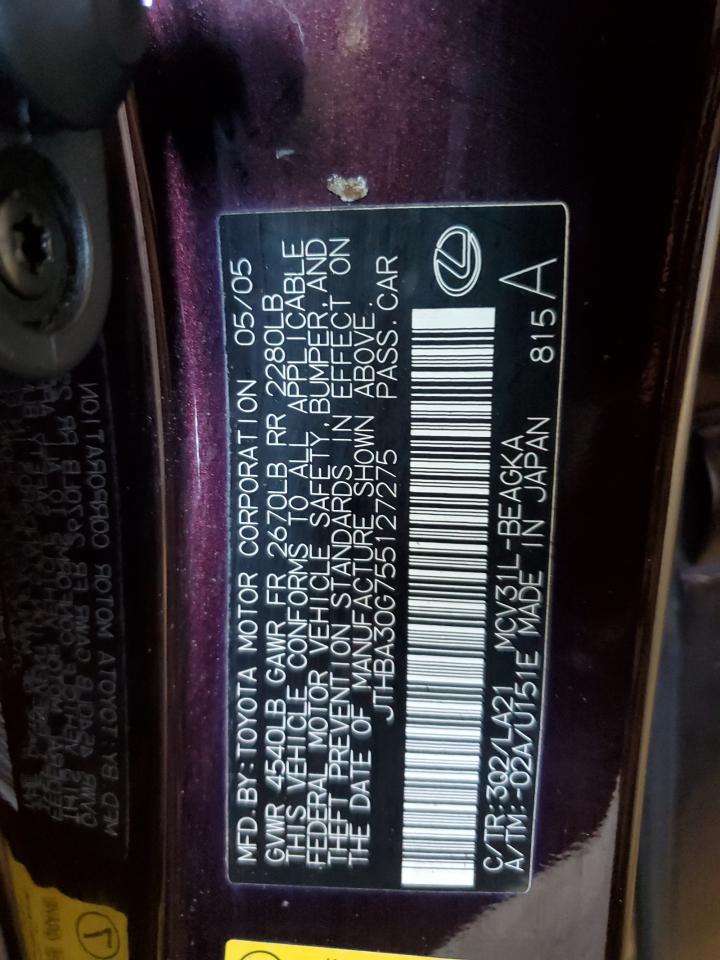 MFD. BY: TOYOTA MOTOR CORPORATION 05/05
GVWR 4540LB GAWR FR 2670LB RR 2280LB
THIS VEHICLE CONFORMS TO ALL APPLICABLE
FEDERAL MOTOR VEHICLE SAFETY, BUMPER, AND
THEFT PREVENTION STANDARDS IN EFFECT ON
THE DATE OF MANUFACTURE SHOWN ABOVE.
JTHBA30G755127275 PASS. CAR
C/TR: 3Q2/LA21 MCV31L-BEAGKA
A/TM: -02A/U151E MADE IN JAPAN 815 A